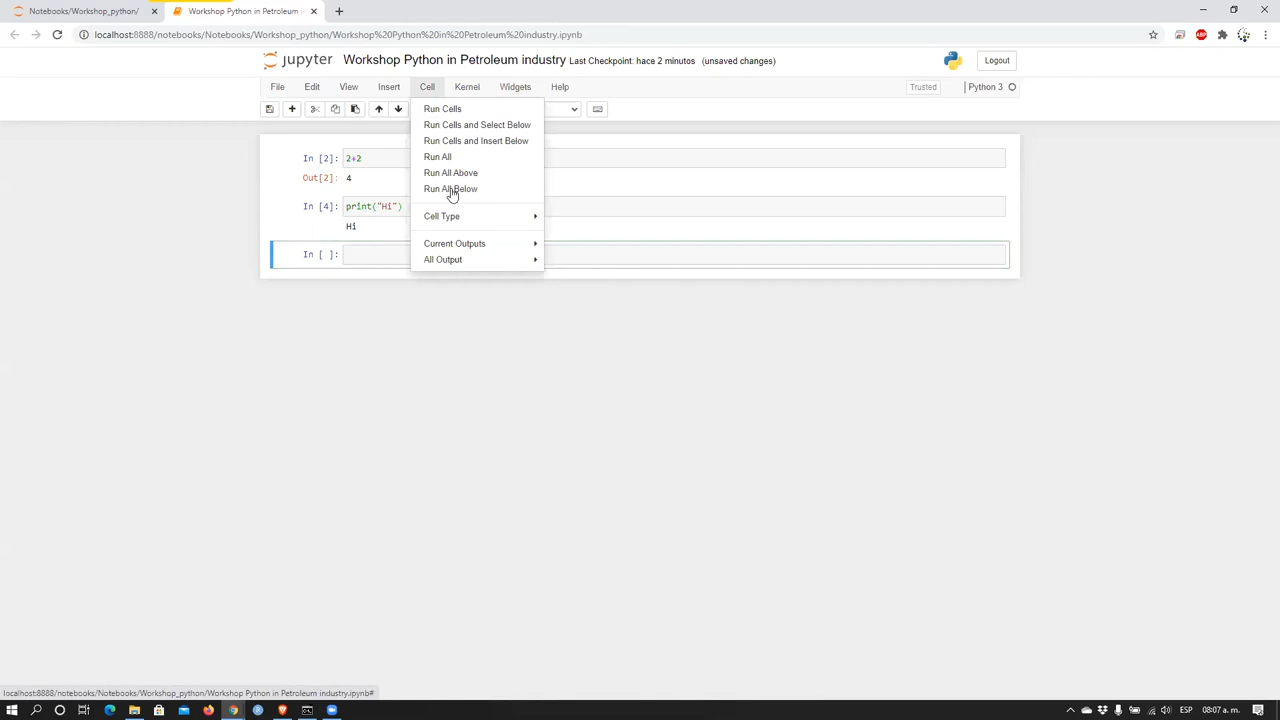 Notebooks/Workshop_python/
Workshop Python in Petroleum i
localhost:8888/notebooks/Notebooks/Workshop_python/Workshop%20Python%20in%20Petroleum%20industry.ipynb
ABP
jupyter Workshop Python in Petroleum industry Last Checkpoint: hace 2 minutos (unsaved changes)
Logout
File Edit View Insert Cell Kernel Widgets Help
Trusted
Python 3
Run Cells
Run Cells and Select Below
Run Cells and Insert Below
Run All
Run All Above
Run All Below
Cell Type
Current Outputs
All Output
In [2]: 2+2
Out[2]: 4
In [4]: print("Hi")
Hi
In [ ]:
localhost:8888/notebooks/Notebooks/Workshop_python/Workshop Python in Petroleum industry.ipynb#
ESP
08:07 a. m.